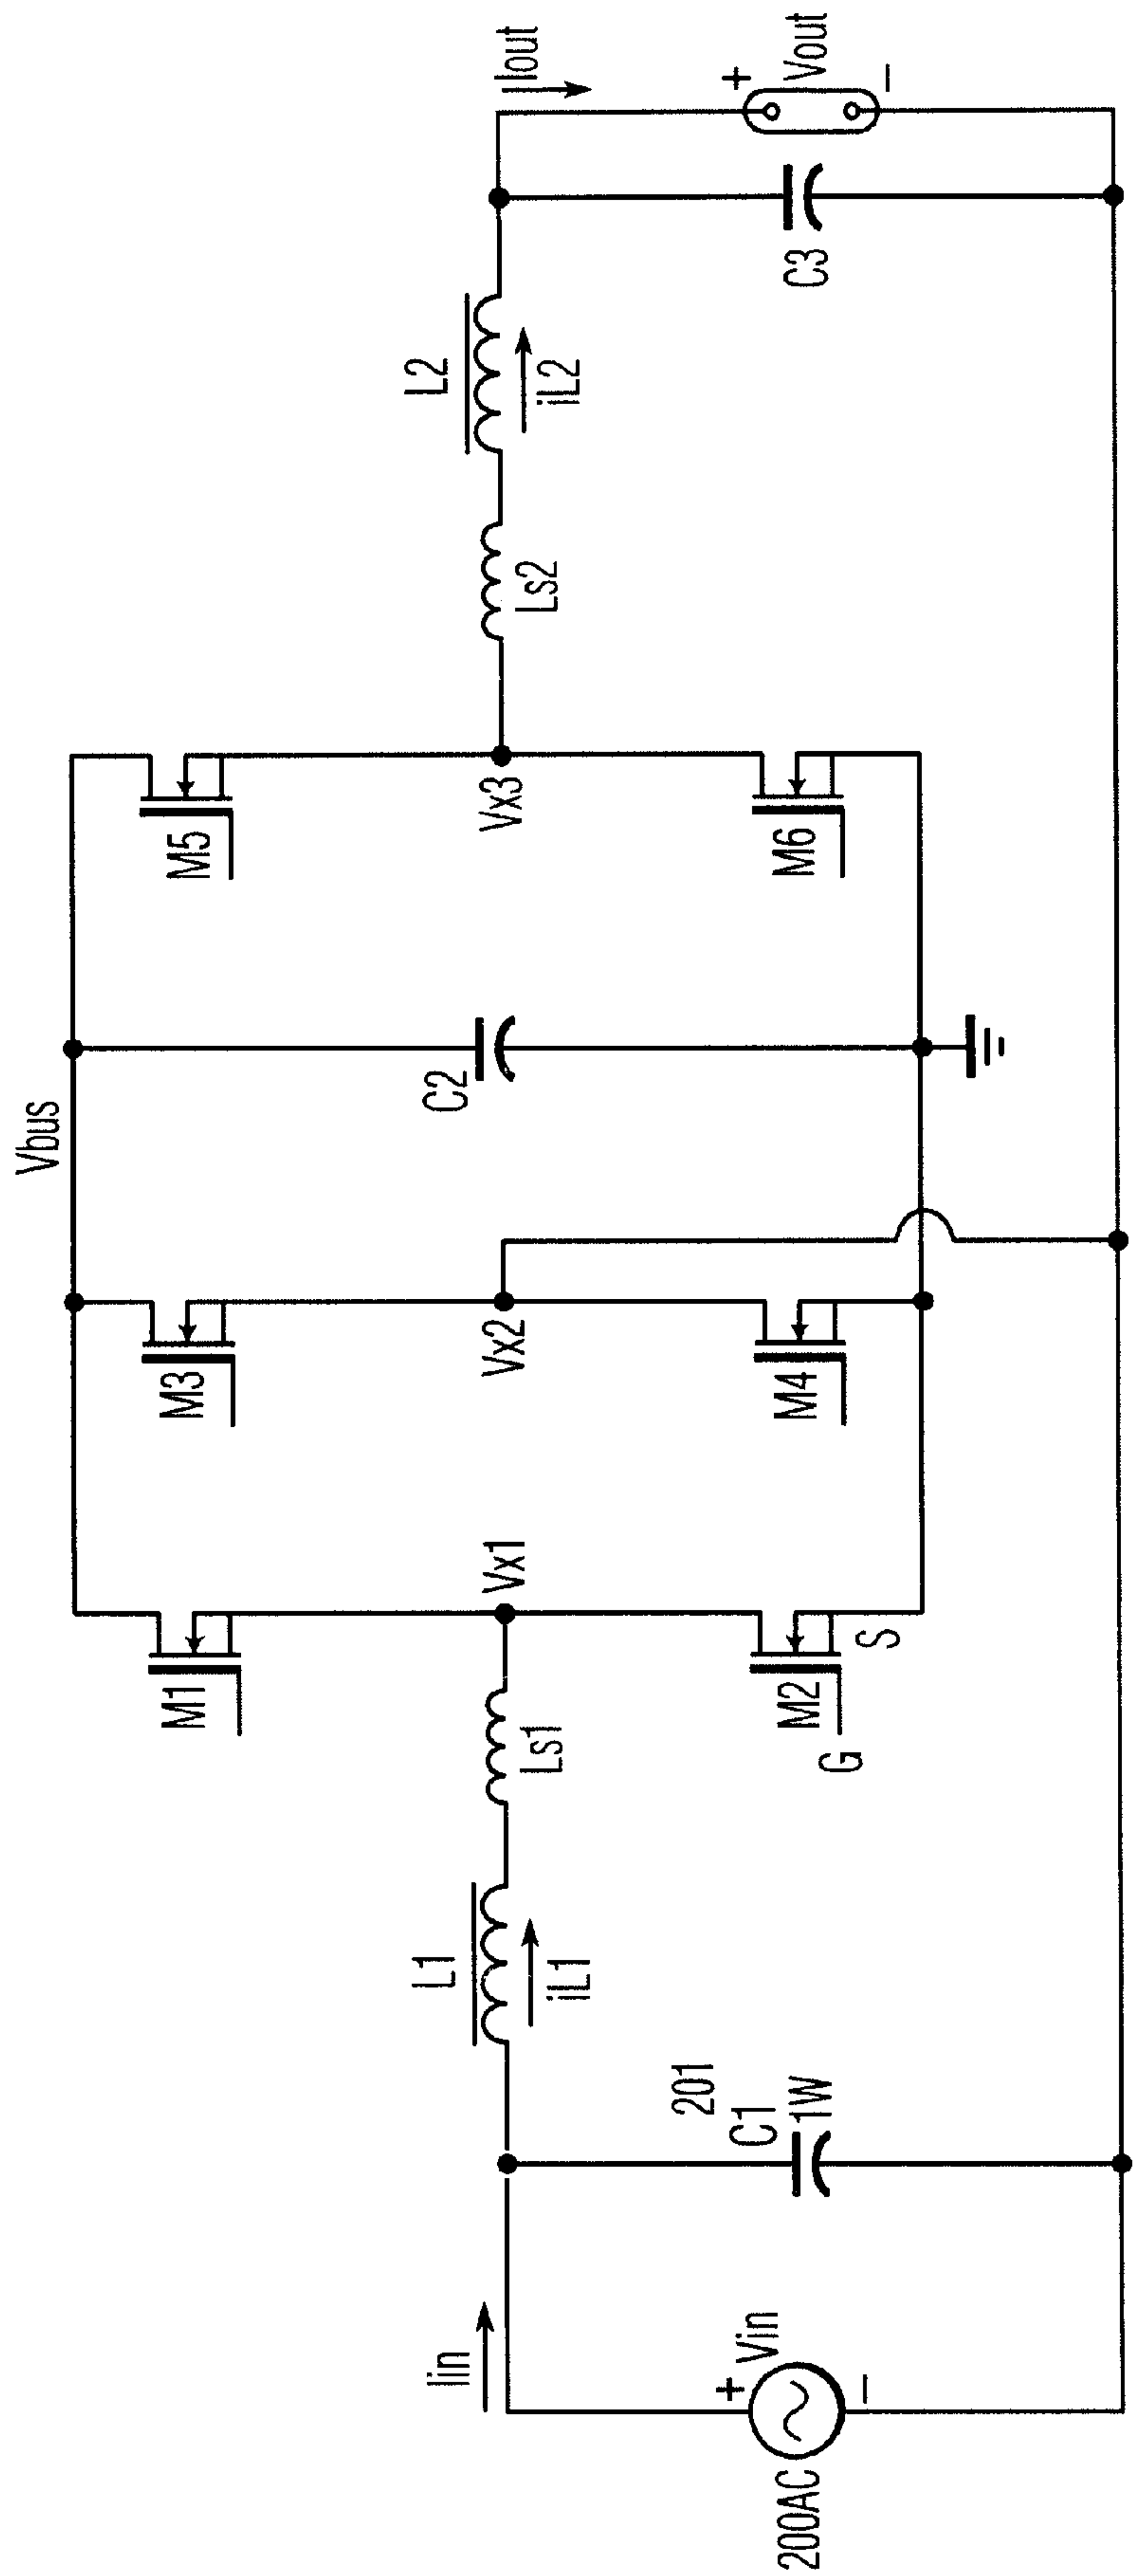 Vbus
M1
M3
M5
C2
L1
iL1
Ls1
Vx1
Vx2
Vx3
Ls2
L2
iL2
Iout
Iin
200AC
+
Vin
−
201
C1
1W
M2
G
S
M4
M6
C3
+
Vout
−